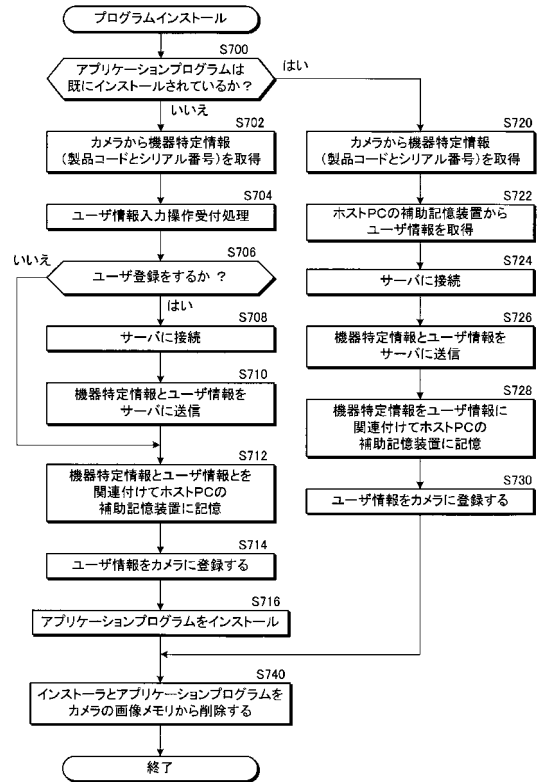 プログラムインストール
S700
アプリケーションプログラムは
既にインストールされているか？
はい
いいえ
S702
カメラから機器特定情報
(製品コードとシリアル番号)を取得
S704
ユーザ情報入力操作受付処理
S706
いいえ
ユーザ登録をするか ？
はい
S708
サーバに接続
S710
機器特定情報とユーザ情報を
サーバに送信
S712
機器特定情報とユーザ情報とを
関連付けてホストPCの
補助記憶装置に記憶
S714
ユーザ情報をカメラに登録する
S716
アプリケーションプログラムをインストール
S720
カメラから機器特定情報
(製品コードとシリアル番号)を取得
S722
ホストPCの補助記憶装置から
ユーザ情報を取得
S724
サーバに接続
S726
機器特定情報とユーザ情報を
サーバに送信
S728
機器特定情報をユーザ情報に
関連付けてホストPCの
補助記憶装置に記憶
S730
ユーザ情報をカメラに登録する
S740
インストーラとアプリケーションプログラムを
カメラの画像メモリから削除する
終了